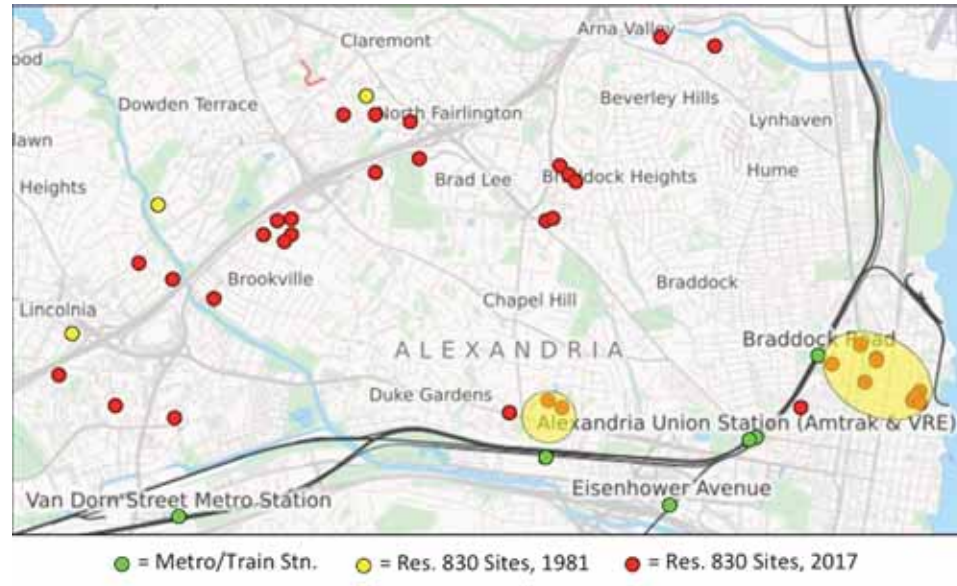 Arna Valley
Claremont
ood
Dowden Terrace
Beverley Hills
North Fairlington
Lynhaven
lawn
Hume
Heights
Brad Lee
Braddock Heights
Brookville
Braddock
Lincolnia
Chapel Hill
Braddock Road
ALEXANDRIA
Duke Gardens
Alexandria Union Station (Amtrak & VRE)
Eisenhower Avenue
Van Dorn Street Metro Station
= Metro/Train Stn.
= Res. 830 Sites, 1981
= Res. 830 Sites, 2017